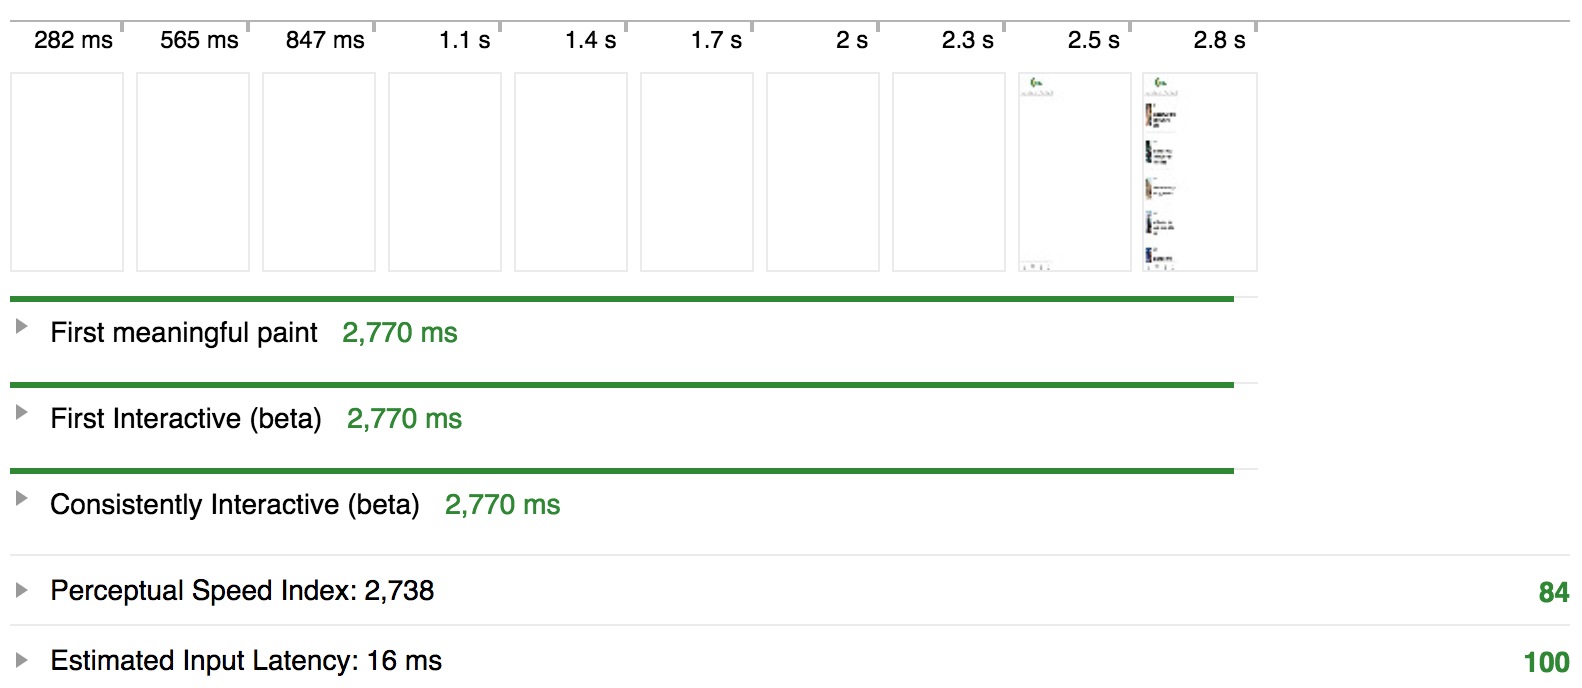 282 ms 565 ms 847 ms 1.1 s 1.4 s 1.7 s 2 s 2.3 s 2.5 s 2.8 s
First meaningful paint 2,770 ms
First Interactive (beta) 2,770 ms
Consistently Interactive (beta) 2,770 ms
Perceptual Speed Index: 2,738 84
Estimated Input Latency: 16 ms 100